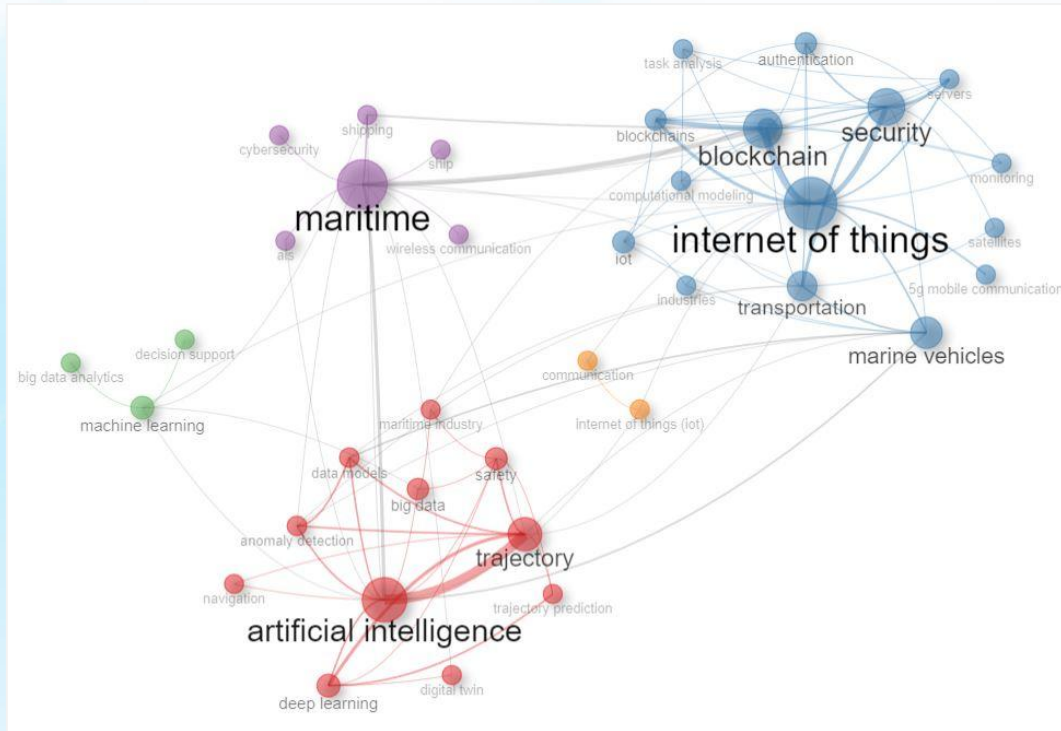 task analysis
authentication
servers
shipping
blockchains
security
cybersecurity
blockchain
ship
monitoring
computational modeling
maritime
internet of things
ais
wireless communication
iot
satellites
5g mobile communication
industries
transportation
decision support
marine vehicles
big data analytics
communication
machine learning
maritime industry
internet of things (iot)
data models
safety
big data
anomaly detection
trajectory
navigation
trajectory prediction
artificial intelligence
digital twin
deep learning